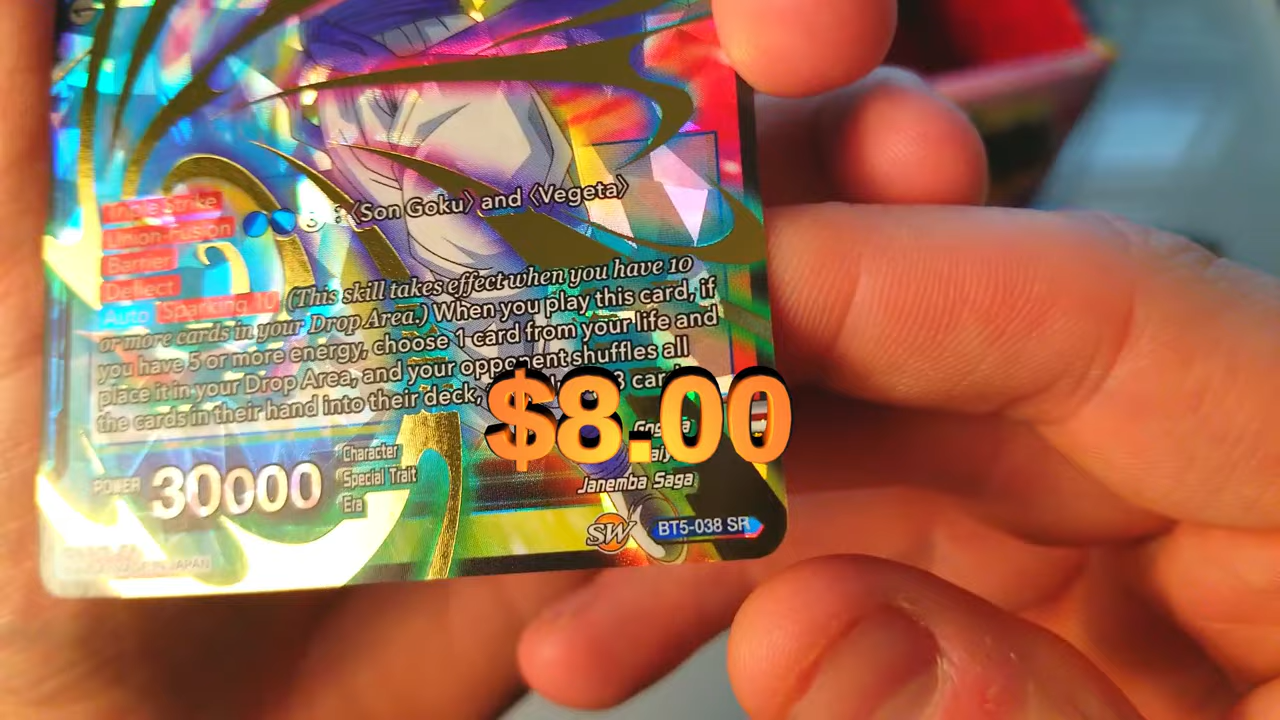 Triple Strike
Union-Fusion
3 : 〈Son Goku〉 and 〈Vegeta〉
Barrier
Deflect
Auto Sparking 10 (This skill takes effect when you have 10
or more cards in your Drop Area.) When you play this card, if
you have 5 or more energy, choose 1 card from your life and
place it in your Drop Area, and your opponent shuffles all
the cards in their hand into their deck,
$8.00
POWER 30000
Character
Special Trait
Era
Janemba Saga
SW
BT5-038 SR
JAPAN